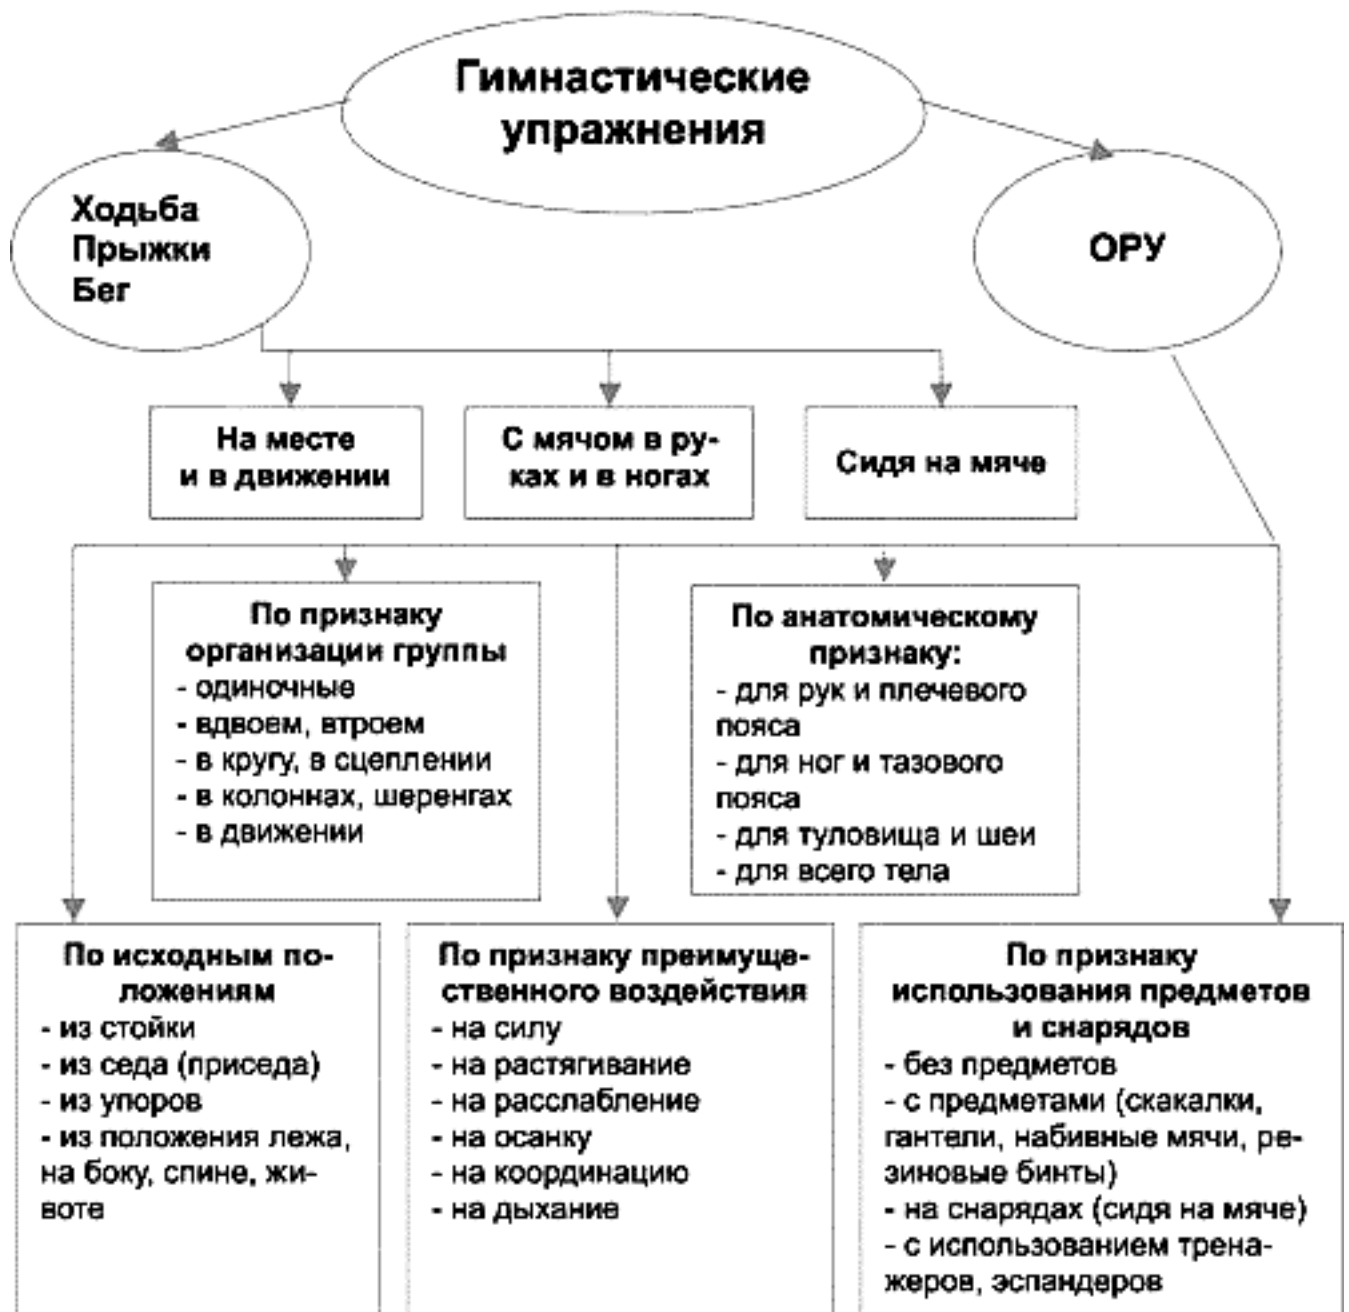 Гимнастические
упражнения
Ходьба
Прыжки
Бег
ОРУ
На месте
и в движении
С мячом в ру-
ках и в ногах
Сидя на мяче
По признаку
организации группы
- одиночные
- вдвоем, втроем
- в кругу, в сцеплении
- в колоннах, шеренгах
- в движении
По анатомическому
признаку:
- для рук и плечевого
пояса
- для ног и тазового
пояса
- для туловища и шеи
- для всего тела
По исходным по-
ложениям
- из стойки
- из седа (приседа)
- из упоров
- из положения лежа,
на боку, спине, жи-
воте
По признаку преимуще-
ственного воздействия
- на силу
- на растягивание
- на расслабление
- на осанку
- на координацию
- на дыхание
По признаку
использования предметов
и снарядов
- без предметов
- с предметами (скакалки,
гантели, набивные мячи, ре-
зиновые бинты)
- на снарядах (сидя на мяче)
- с использованием трена-
жеров, эспандеров